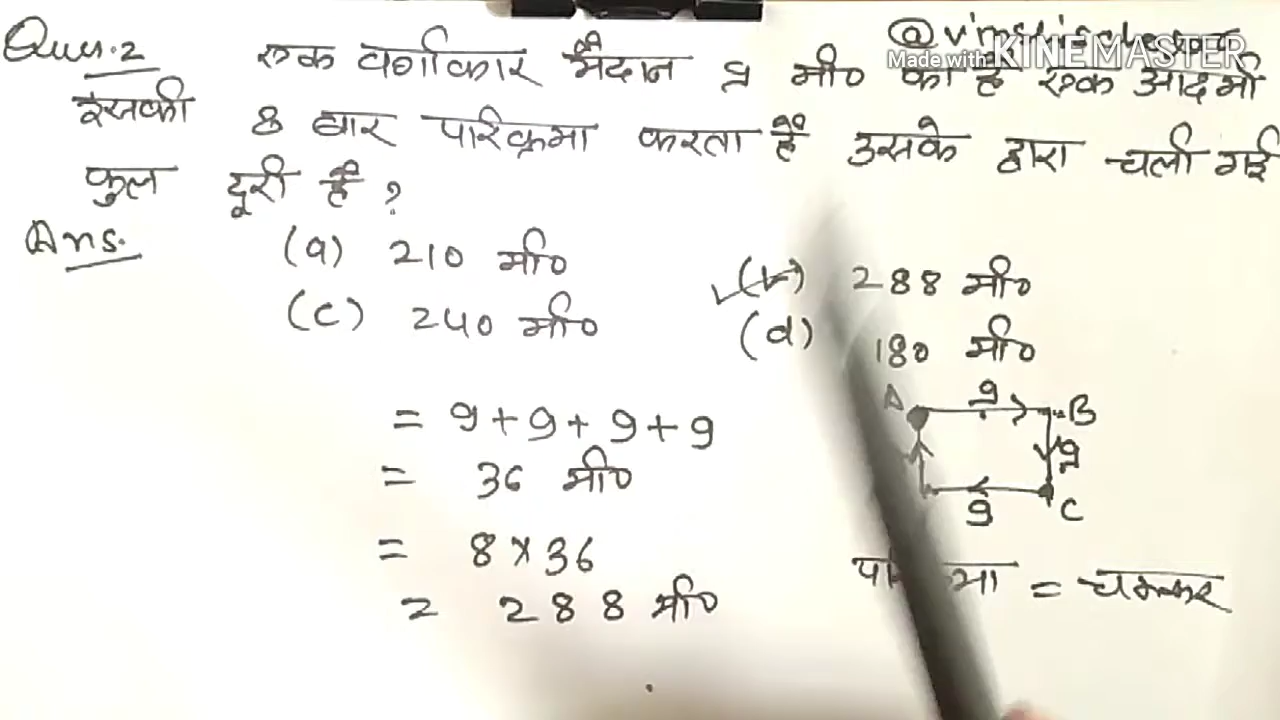 @vimal
Made with KINEMASTER
Ques.2 एक वर्गाकार मैदान 9 मी० का है एक आदमी
इसकी 8 बार परिक्रमा करता है उसके द्वारा चली गई
कुल दूरी है ?
Ans. (a) 210 मी० (b) 288 मी०
(c) 240 मी० (d) 180 मी०
A 9 B
= 9 + 9 + 9 + 9
9
= 36 मी०
9 C
= 8 × 36
= चक्कर
= 288 मी०